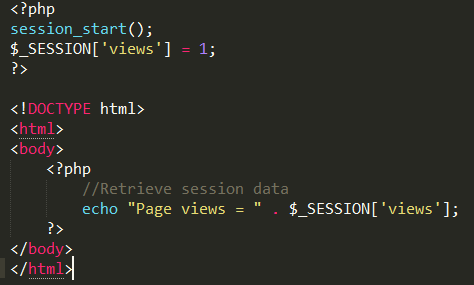 <?php
session_start();
$_SESSION['views'] = 1;
?>
<!DOCTYPE html>
<html>
<body>
<?php
//Retrieve session data
echo "Page views = " . $_SESSION['views'];
?>
</body>
</html>